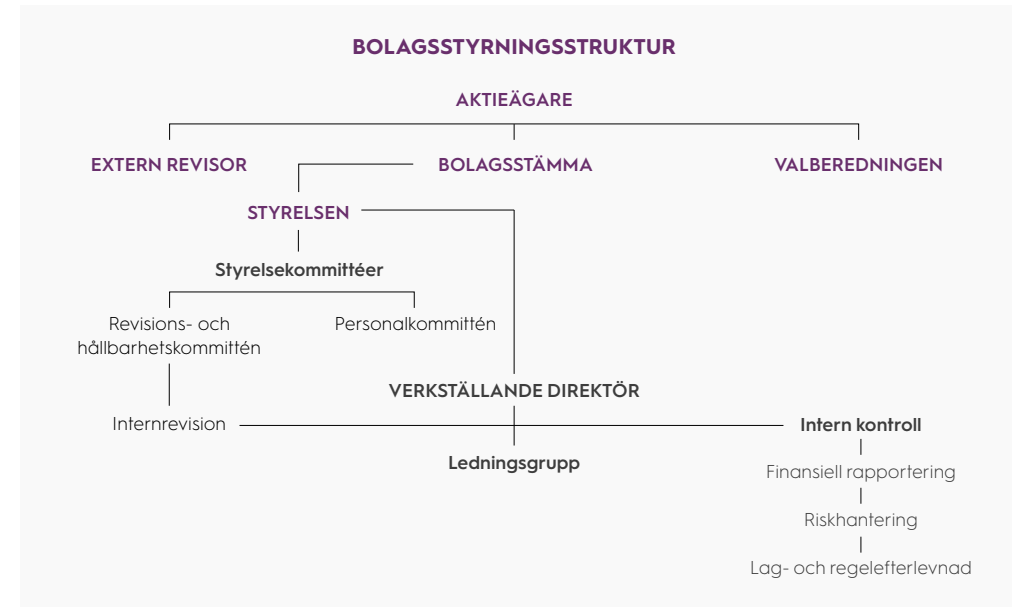 BOLAGSSTYRNINGSSTRUKTUR
AKTIEÄGARE
EXTERN REVISOR
BOLAGSSTÄMMA
VALBEREDNINGEN
STYRELSEN
Styrelsekommittéer
Revisions- och
hållbarhetskommittén
Personalkommittén
VERKSTÄLLANDE DIREKTÖR
Internrevision
Intern kontroll
Ledningsgrupp
Finansiell rapportering
Riskhantering
Lag- och regelefterlevnad